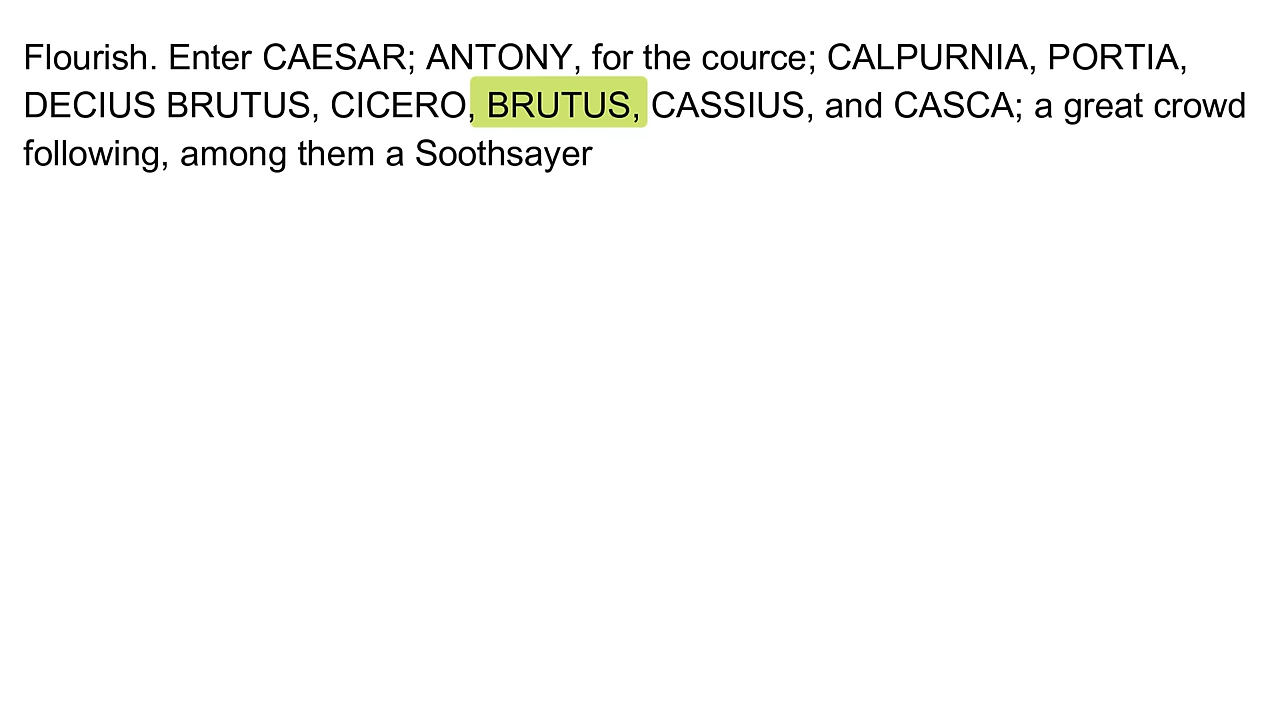 Flourish. Enter CAESAR; ANTONY, for the cource; CALPURNIA, PORTIA,
DECIUS BRUTUS, CICERO, BRUTUS, CASSIUS, and CASCA; a great crowd
following, among them a Soothsayer